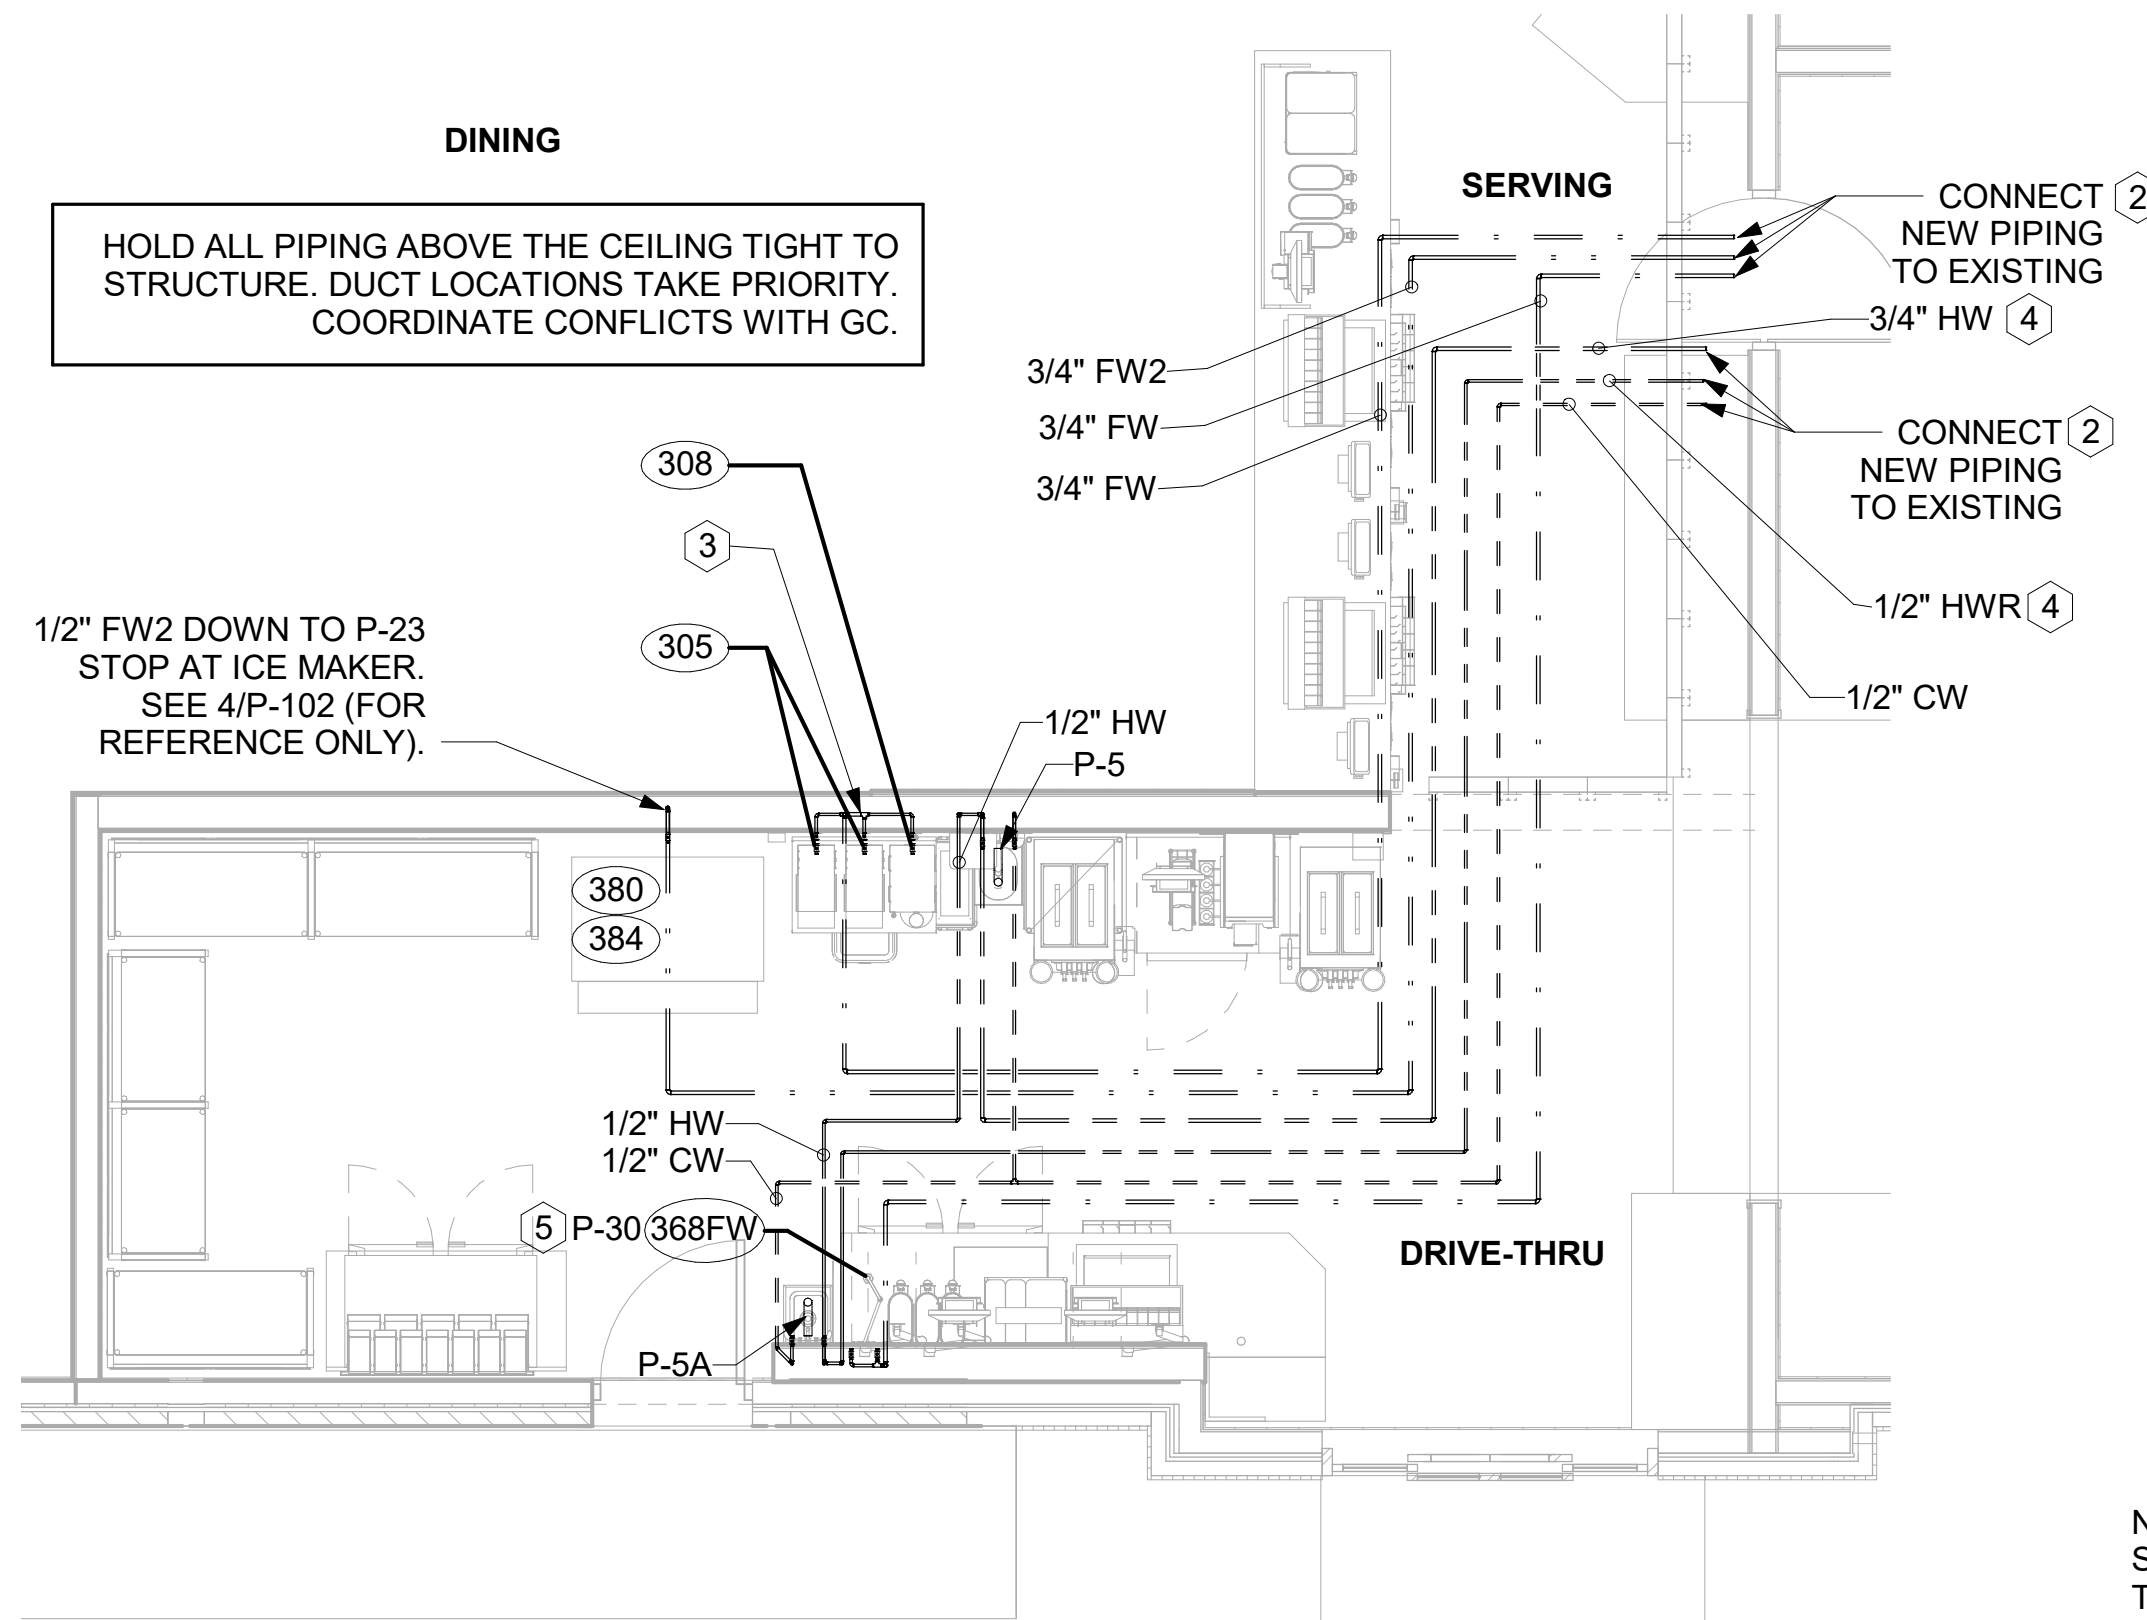 DINING
HOLD ALL PIPING ABOVE THE CEILING TIGHT TO
STRUCTURE. DUCT LOCATIONS TAKE PRIORITY.
COORDINATE CONFLICTS WITH GC.
SERVING
CONNECT 2
NEW PIPING
TO EXISTING
3/4" HW 4
3/4" FW2
3/4" FW
3/4" FW
CONNECT 2
NEW PIPING
TO EXISTING
308
3
305
1/2" HWR 4
1/2" CW
1/2" FW2 DOWN TO P-23
STOP AT ICE MAKER.
SEE 4/P-102 (FOR
REFERENCE ONLY).
1/2" HW
P-5
380
384
1/2" HW
1/2" CW
5 P-30 368FW
DRIVE-THRU
P-5A
N
S
T